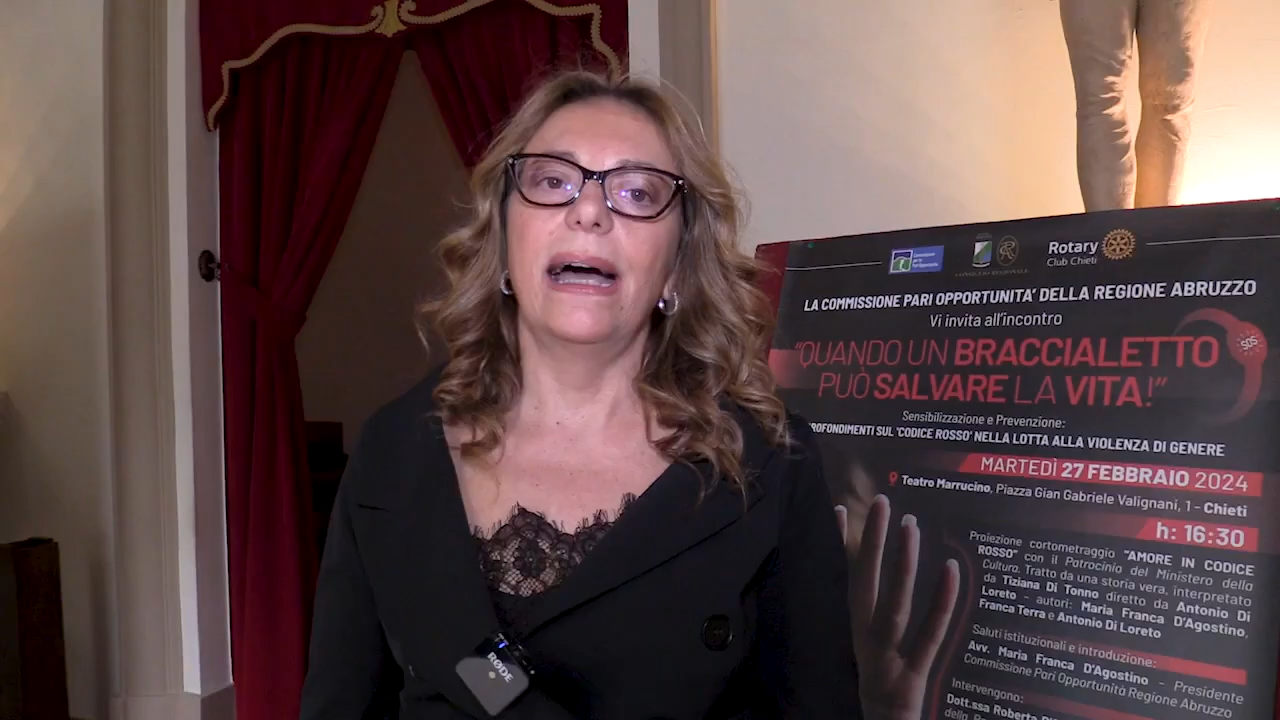 Rotary
Club Chieti
LA COMMISSIONE PARI OPPORTUNITA' DELLA REGIONE ABRUZZO
Vi invita all'incontro
"QUANDO UN BRACCIALETTO
SOS
PUÒ SALVARE LA VITA!"
Sensibilizzazione e Prevenzione:
ROFONDIMENTI SUL 'CODICE ROSSO' NELLA LOTTA ALLA VIOLENZA DI GENERE
MARTEDÌ 27 FEBBRAIO 2024
Teatro Marrucino, Piazza Gian Gabriele Valignani, 1 - Chieti
h: 16:30
Proiezione cortometraggio "AMORE IN CODICE
ROSSO" con il Patrocinio del Ministero della
Cultura. Tratto da una storia vera, interpretato
da Tiziana Di Tonno diretto da Antonio Di
Loreto - autori: Maria Franca D'Agostino,
Franca Terra e Antonio Di Loreto
Saluti istituzionali e introduzione:
Avv. Maria Franca D'Agostino - Presidente
Commissione Pari Opportunità Regione Abruzzo
Intervengono:
Dott.ssa Roberta
della
RØDE